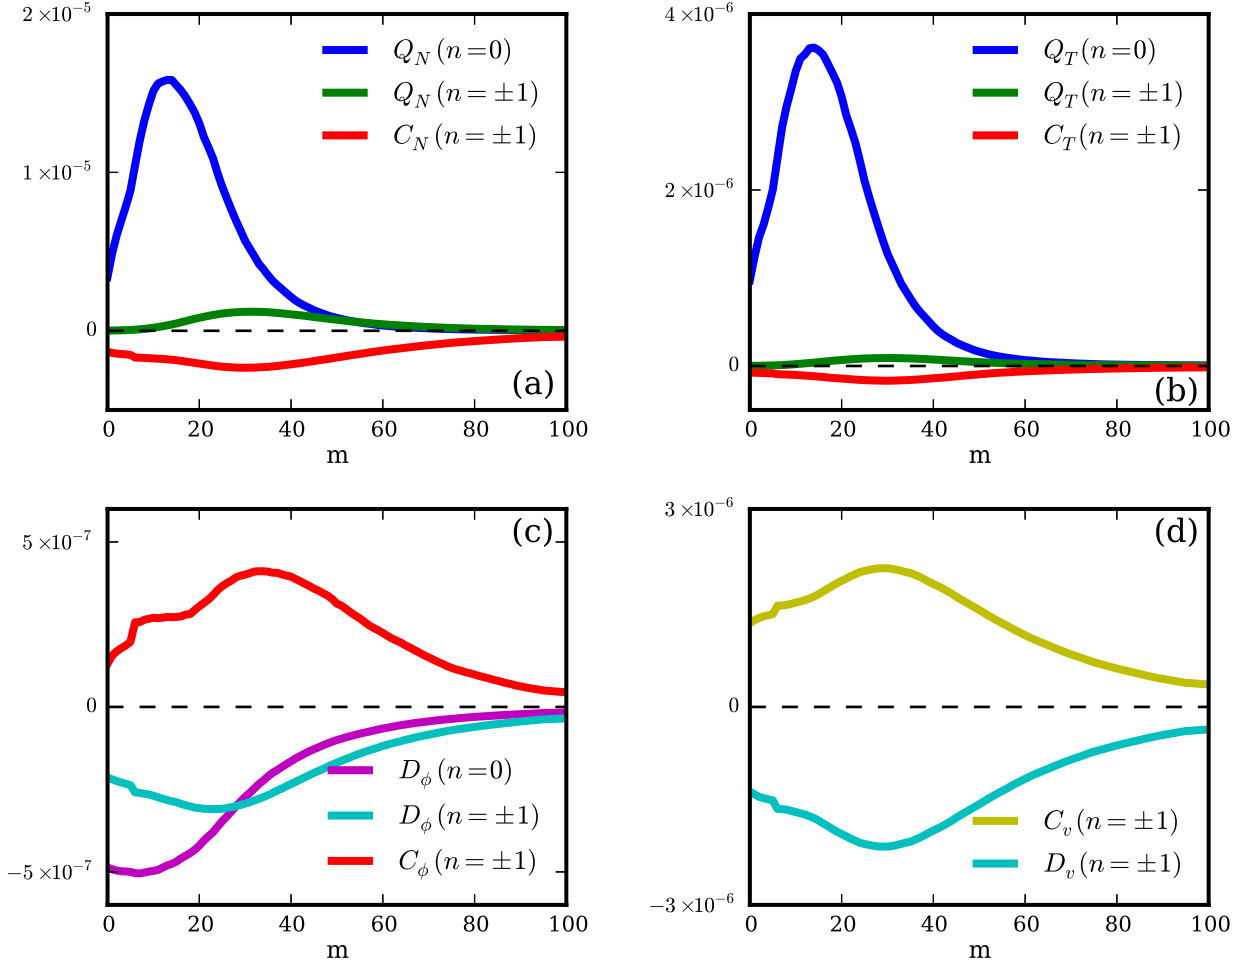 2×10⁻⁵
1×10⁻⁵
0
Q_N(n=0)
Q_N(n=±1)
C_N(n=±1)
(a)
0 20 40 60 80 100
m
4×10⁻⁶
2×10⁻⁶
0
Q_T(n=0)
Q_T(n=±1)
C_T(n=±1)
(b)
0 20 40 60 80 100
m
5×10⁻⁷
0
−5×10⁻⁷
(c)
D_ϕ(n=0)
D_ϕ(n=±1)
C_ϕ(n=±1)
0 20 40 60 80 100
m
3×10⁻⁶
0
−3×10⁻⁶
(d)
C_v(n=±1)
D_v(n=±1)
0 20 40 60 80 100
m